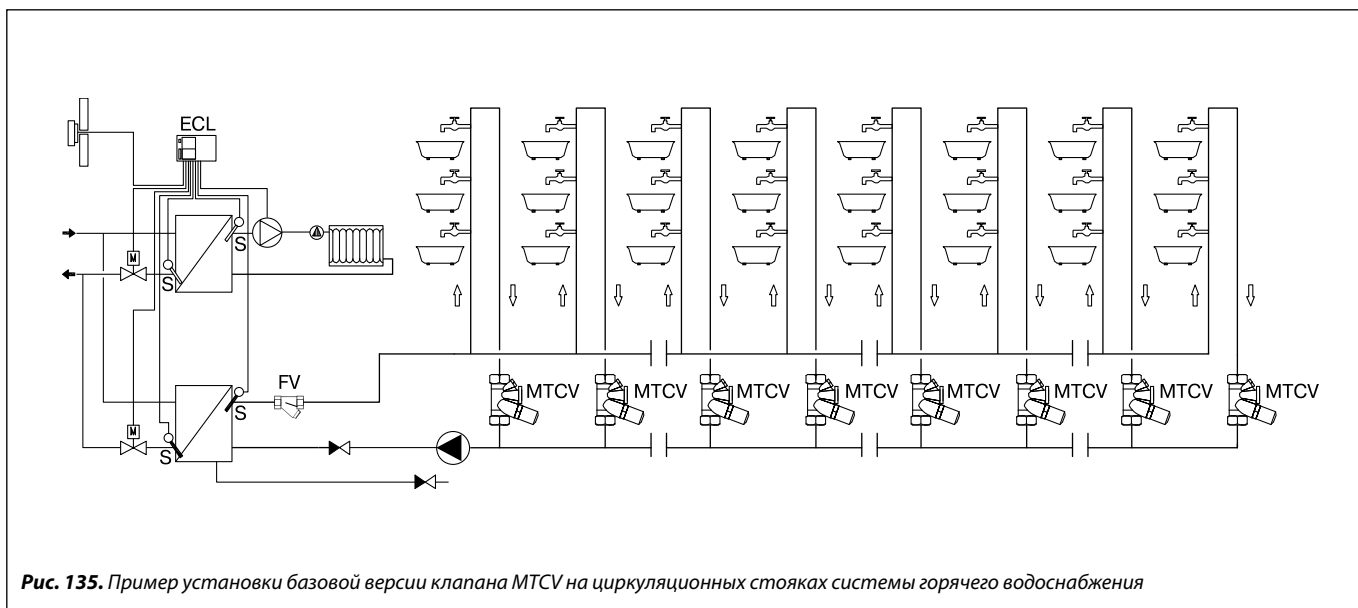 ECL
M
S
S
M
S
S
FV
MTCV MTCV MTCV MTCV MTCV MTCV MTCV MTCV
Рис. 135. Пример установки базовой версии клапана MTCV на циркуляционных стояках системы горячего водоснабжения